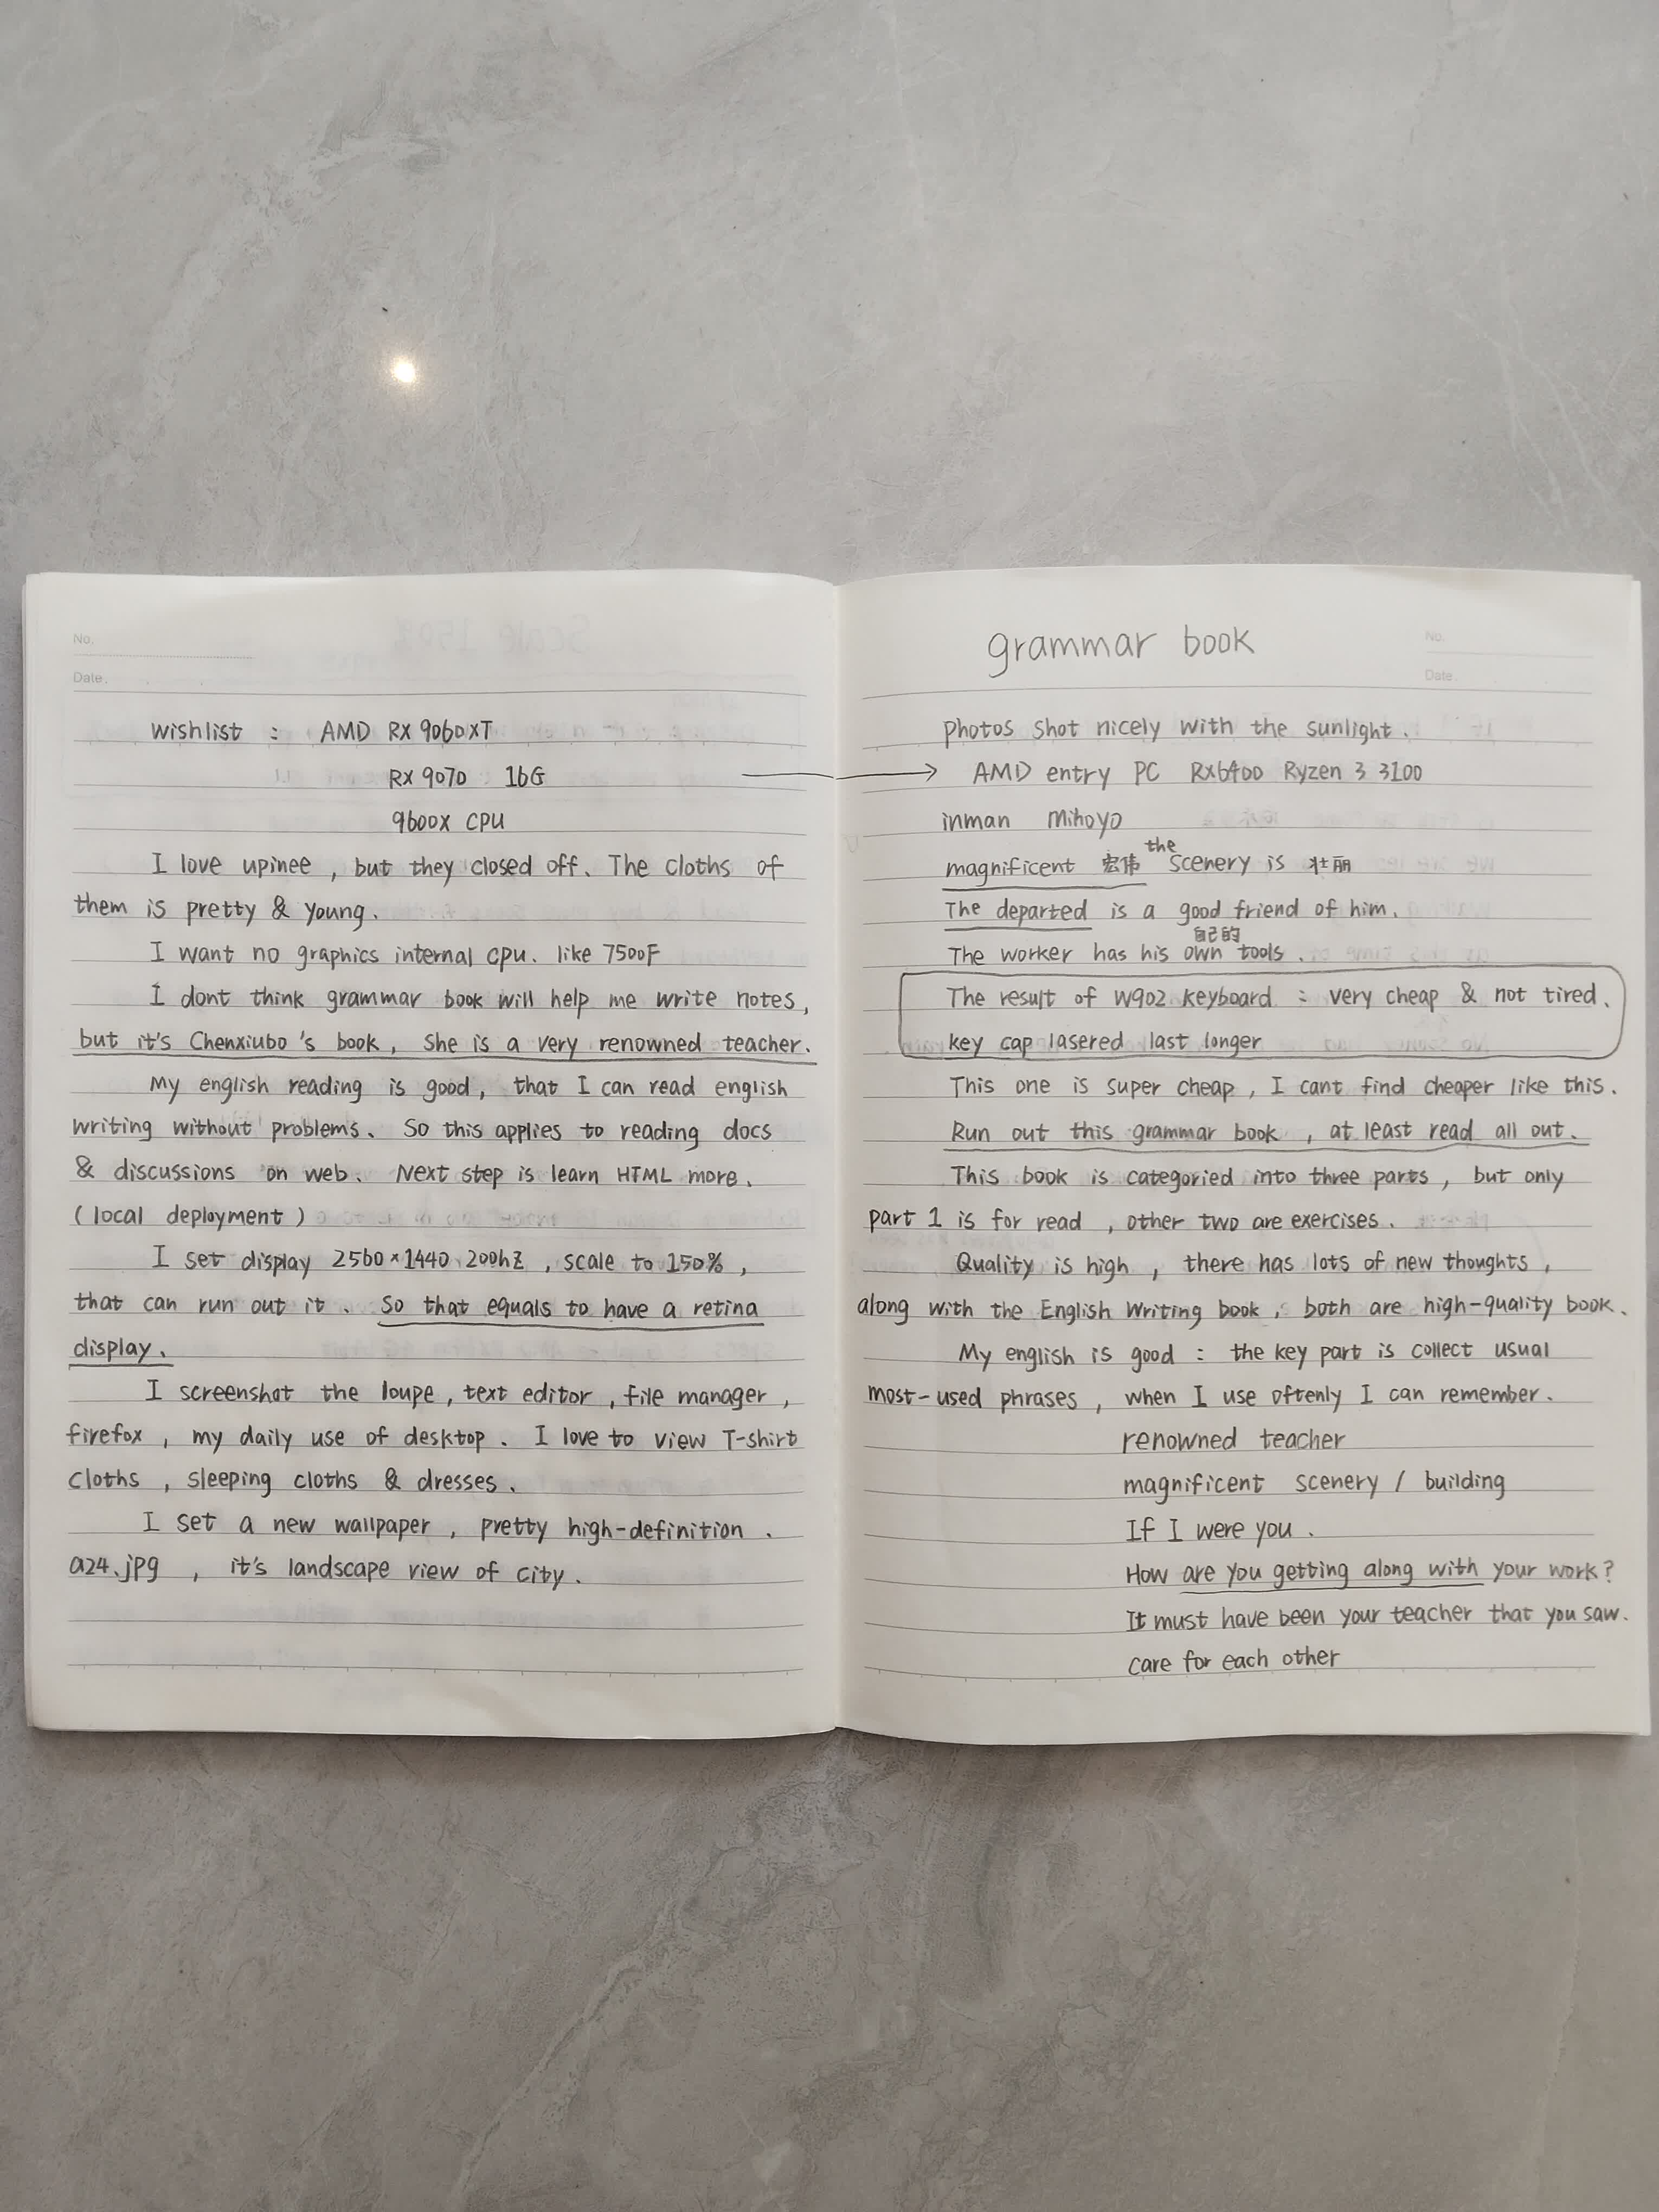 No.
Date.
wishlist : AMD RX 9060XT
RX 9070 16G
9600X CPU
I love upinee , but they closed off. The cloths of
them is pretty & young.
I want no graphics internal cpu. like 7500F
I dont think grammar book will help me write notes,
but it's Chenxiubo's book, She is a very renowned teacher.
My english reading is good, that I can read english
writing without problems. So this applies to reading docs
& discussions on web. Next step is learn HTML more.
(local deployment)
I set display 2560×1440 200hz , scale to 150% ,
that can run out it . So that equals to have a retina
display.
I screenshot the loupe , text editor , file manager ,
firefox , my daily use of desktop . I love to view T-shirt
cloths , sleeping cloths & dresses .
I set a new wallpaper , pretty high-definition .
a24.jpg , it's landscape view of city .
grammar book
No.
Date.
photos shot nicely with the sunlight .
→ AMD entry PC Rx6400 Ryzen 3 3100
inman Mihoyo
the
magnificent 宏伟 scenery is 壮丽
The departed is a good friend of him.
自己的
The worker has his own tools .
The result of W902 keyboard : very cheap & not tired .
key cap lasered last longer
This one is super cheap , I cant find cheaper like this .
Run out this grammar book , at least read all out .
This book is categoried into three parts , but only
part 1 is for read , other two are exercises .
Quality is high , there has lots of new thoughts ,
along with the English Writing book , both are high-quality book .
My english is good : the key part is collect usual
most-used phrases , when I use oftenly I can remember .
renowned teacher
magnificent scenery / building
If I were you .
How are you getting along with your work?
It must have been your teacher that you saw.
care for each other